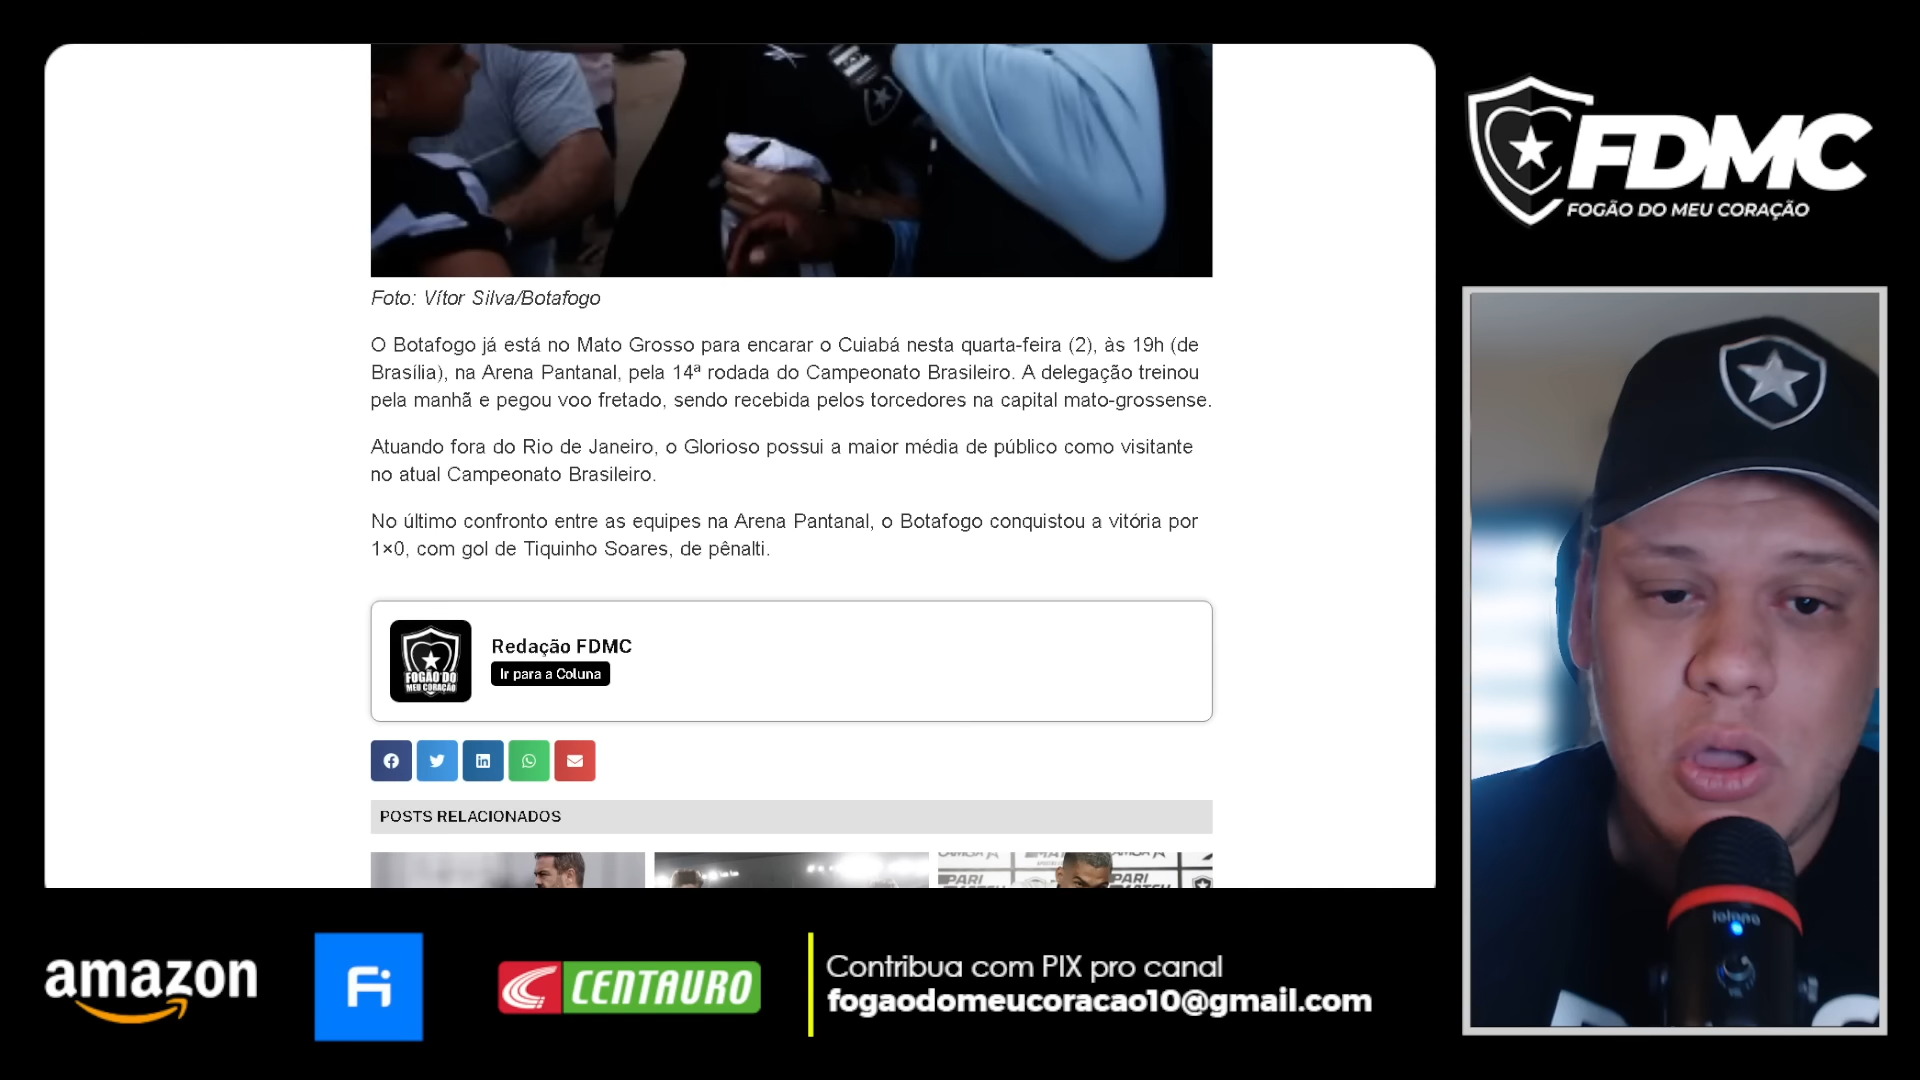 FDMC
FOGÃO DO MEU CORAÇÃO
Foto: Vítor Silva/Botafogo
O Botafogo já está no Mato Grosso para encarar o Cuiabá nesta quarta-feira (2), às 19h (de
Brasília), na Arena Pantanal, pela 14ª rodada do Campeonato Brasileiro. A delegação treinou
pela manhã e pegou voo fretado, sendo recebida pelos torcedores na capital mato-grossense.
Atuando fora do Rio de Janeiro, o Glorioso possui a maior média de público como visitante
no atual Campeonato Brasileiro.
No último confronto entre as equipes na Arena Pantanal, o Botafogo conquistou a vitória por
1×0, com gol de Tiquinho Soares, de pênalti.
FOGÃO DO
MEU CORAÇÃO
Redação FDMC
Ir para a Coluna
POSTS RELACIONADOS
amazon
Fi
CENTAURO
Contribua com PIX pro canal
fogaodomeucoracao10@gmail.com